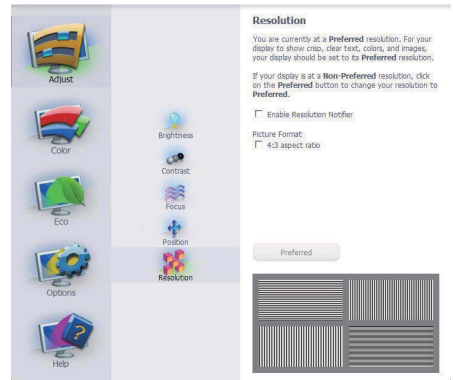 Adjust
Color
Eco
Options
Help
Brightness
Contrast
Focus
Position
Resolution
Resolution
You are currently at a Preferred resolution. For your
display to show crisp, clear text, colors, and images,
your display should be set to its Preferred resolution.
If your display is at a Non-Preferred resolution, click
on the Preferred button to change your resolution to
Preferred.
Enable Resolution Notifier
Picture Format
4:3 aspect ratio
Preferred